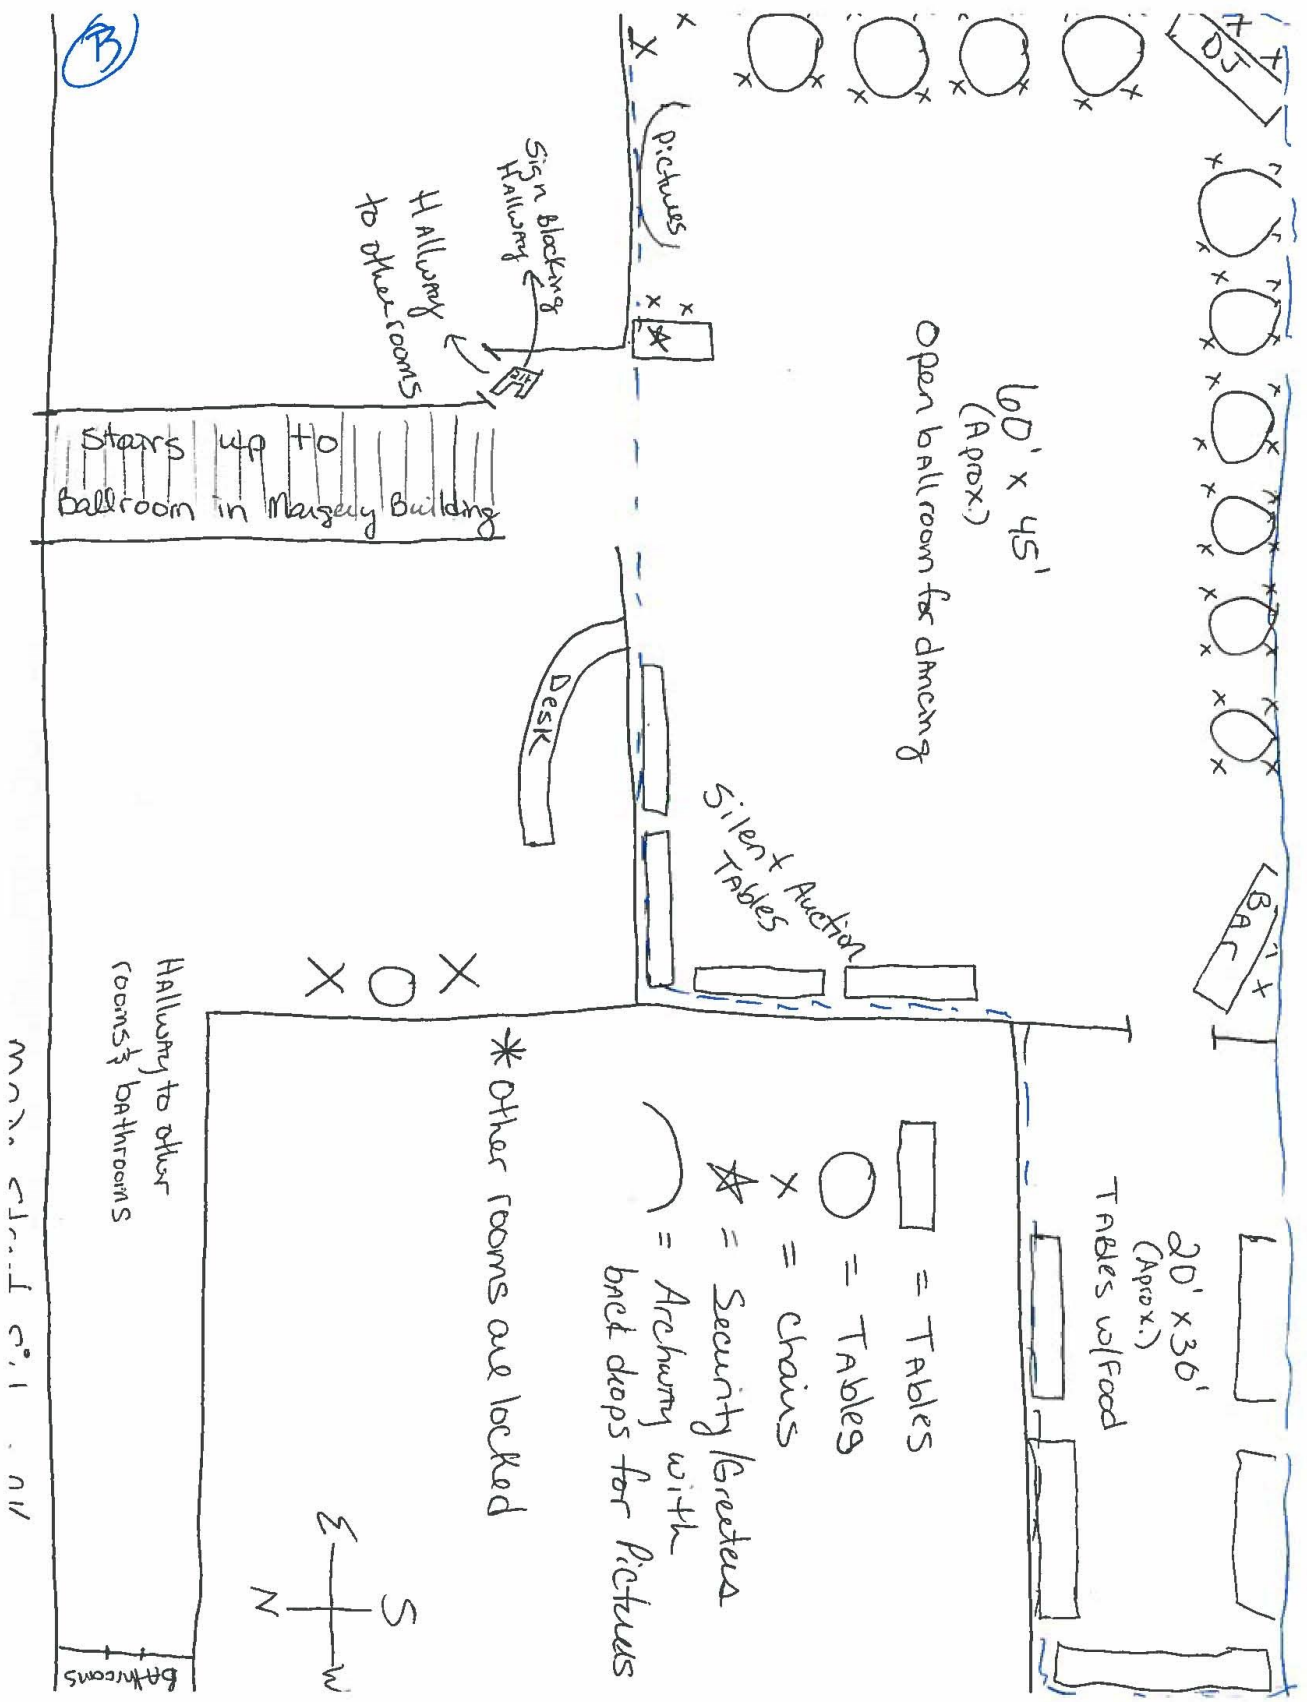 B
DJ
Pictures
Sign Blocking
Hallway
Hallway
to other rooms
60' x 45'
(Aprox.)
Open ballroom for dancing
Stairs up to
Ballroom in Building
Desk
Silent Auction
Tables
BAr
Hallway to other
rooms & bathrooms
20' x 30'
(Aprox.)
Tables w/Food
= Tables
= Tables
x = Chairs
= Security/Greeters
= Archway with
back drops for Pictures
* Other rooms are locked
S
E
W
N
BAthrooms